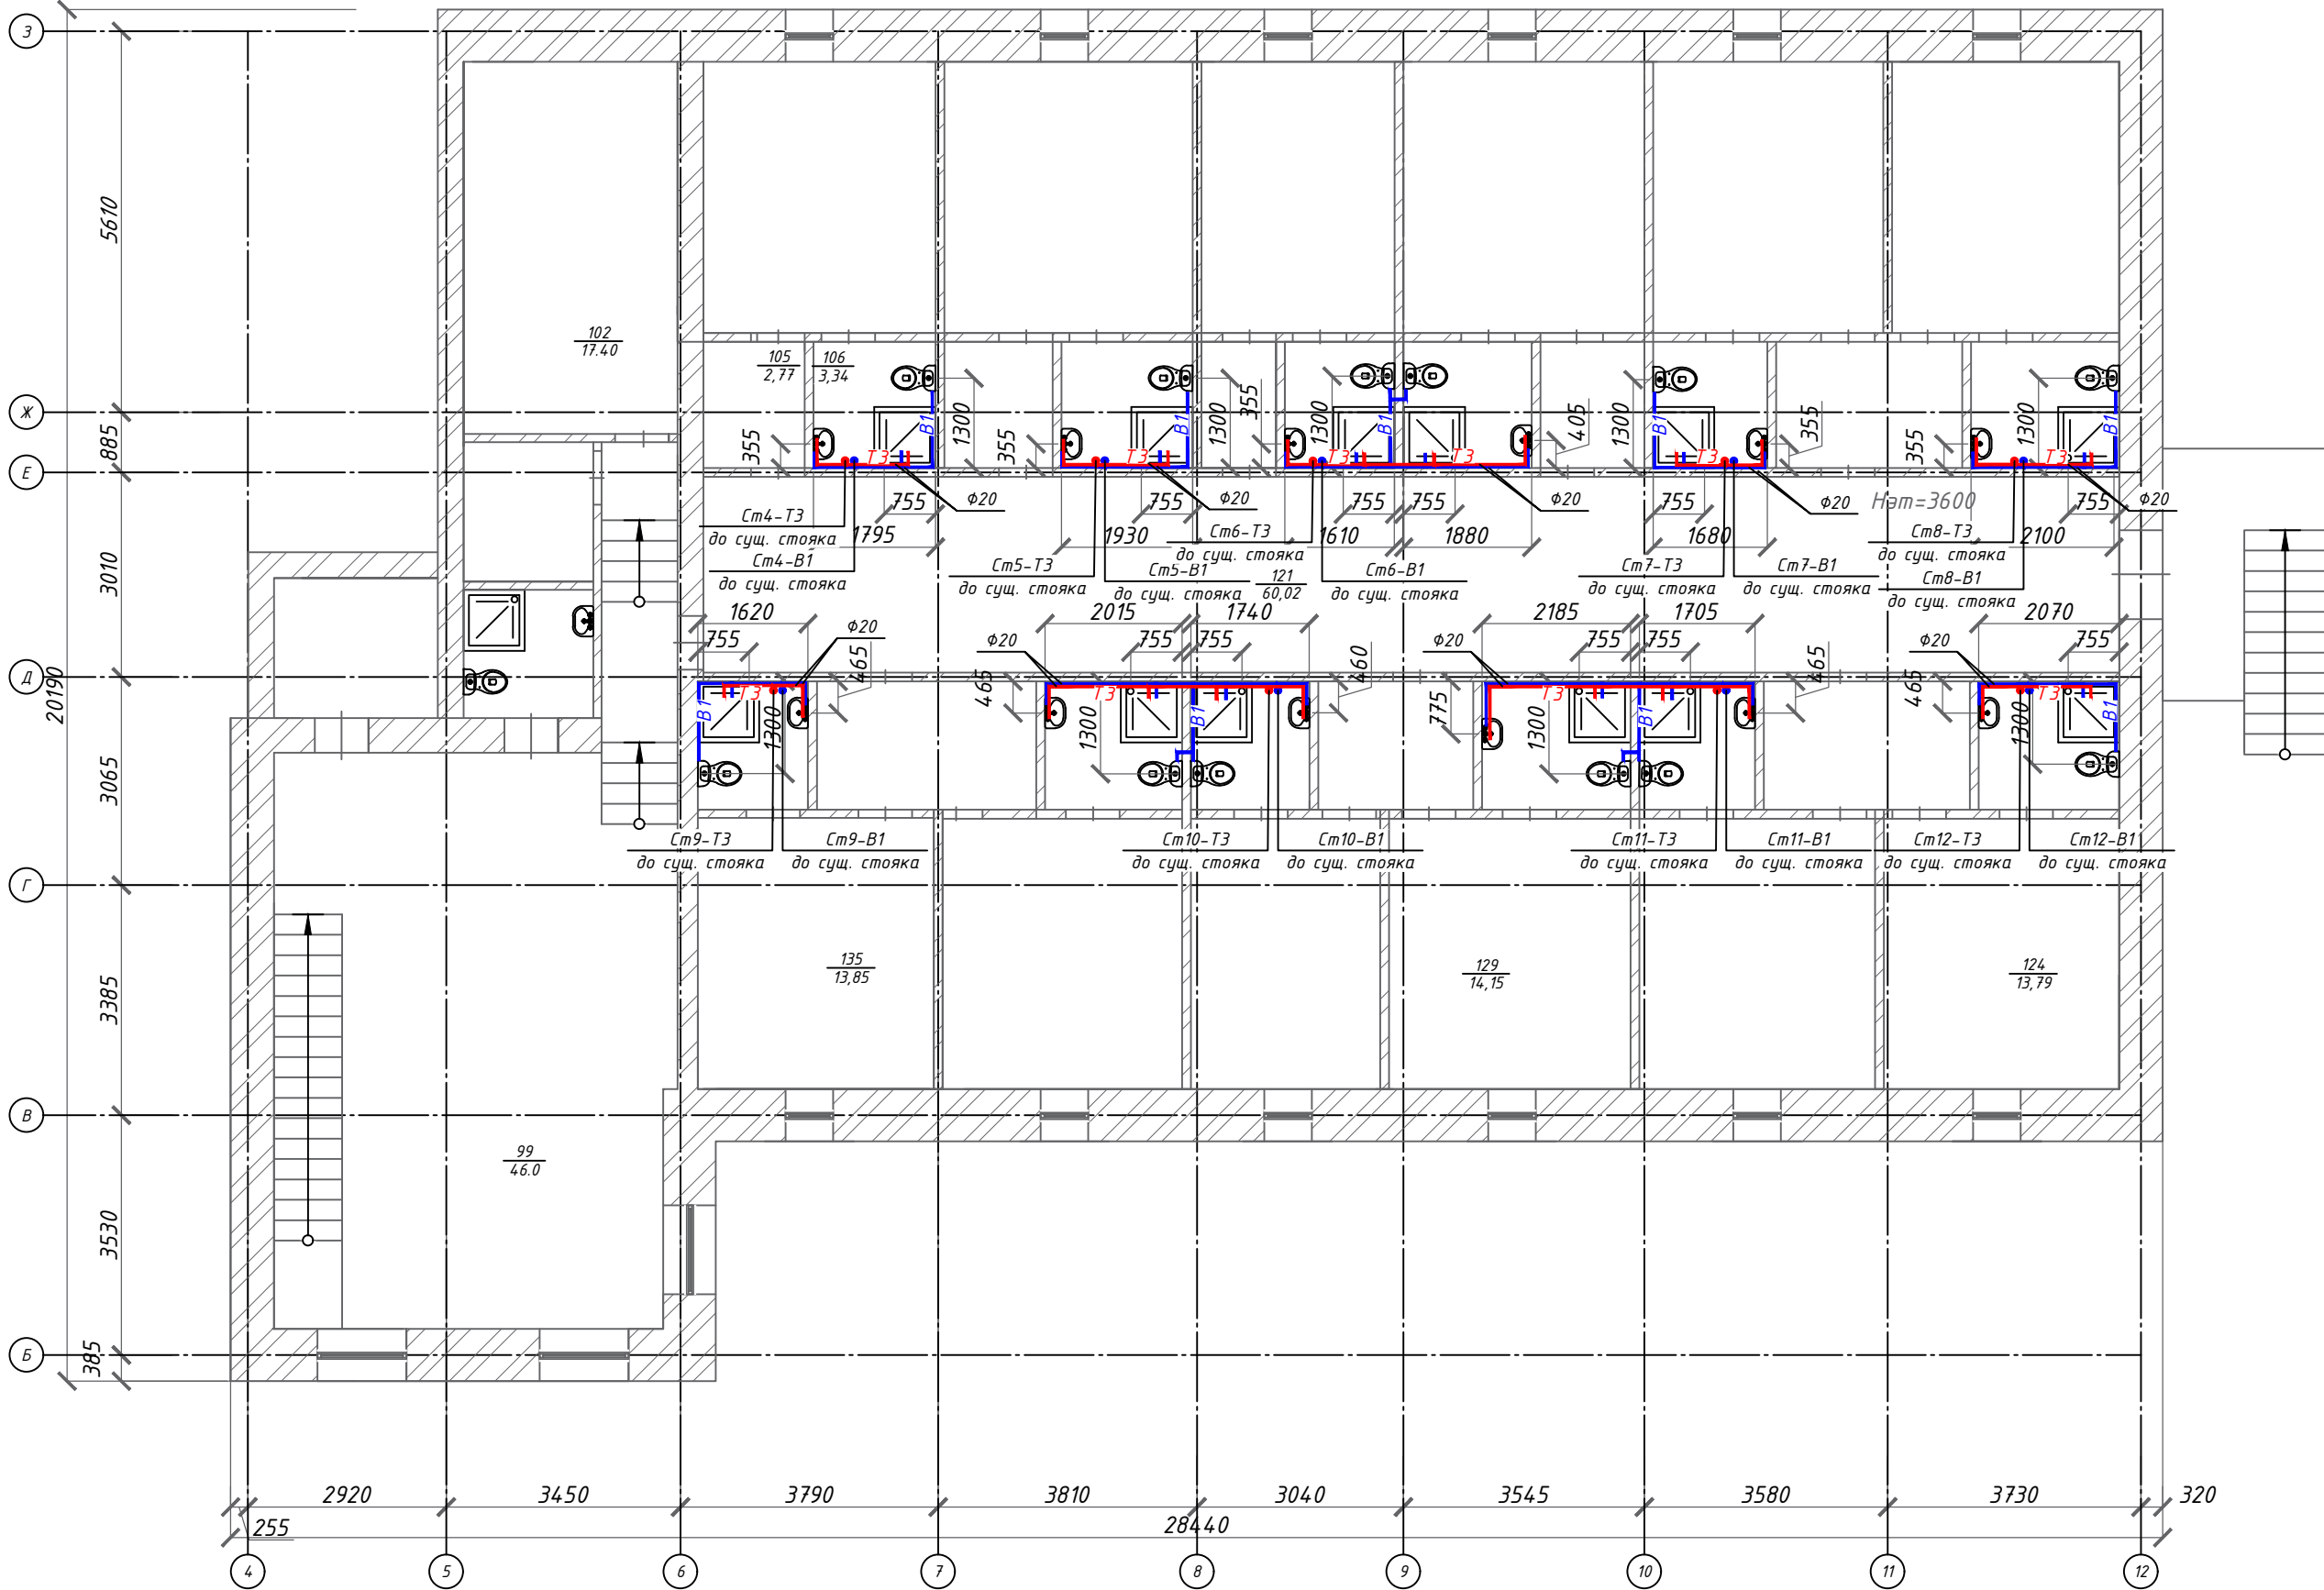 З
5610
102
17.40
105
2,77
106
3,34
Ж
885
Е
355
В1
1300
355
В1
1300
355
1300
В1
405
1300
В1
355
355
1300
В1
Т3
Т3
Т3
Т3
Т3
Т3
755
Ф20
755
Ф20
755
755
Ф20
755
Ф20
Нэт=3600
755
Ф20
Ст4-Т3
до сущ. стояка
1795
1930
Ст6-Т3
до сущ. стояка
1610
1880
1680
Ст8-Т3
до сущ. стояка
2100
Ст4-В1
до сущ. стояка
Ст5-Т3
до сущ. стояка
Ст5-В1
до сущ. стояка
121
60,02
Ст6-В1
до сущ. стояка
Ст7-Т3
до сущ. стояка
Ст7-В1
до сущ. стояка
Ст8-В1
до сущ. стояка
3010
1620
2015
1740
2185
1705
2070
755
Ф20
465
Ф20
755
755
460
Ф20
755
755
465
Ф20
755
Д
20190
В1
Т3
1300
465
Т3
1300
В1
775
Т3
1300
В1
465
Т3
1300
В1
3065
Ст9-Т3
до сущ. стояка
Ст9-В1
до сущ. стояка
Ст10-Т3
до сущ. стояка
Ст10-В1
до сущ. стояка
Ст11-Т3
до сущ. стояка
Ст11-В1
до сущ. стояка
Ст12-Т3
до сущ. стояка
Ст12-В1
до сущ. стояка
Г
3385
135
13,85
129
14,15
124
13,79
В
99
46.0
3530
Б
385
2920
3450
3790
3810
3040
3545
3580
3730
320
255
28440
4
5
6
7
8
9
10
11
12